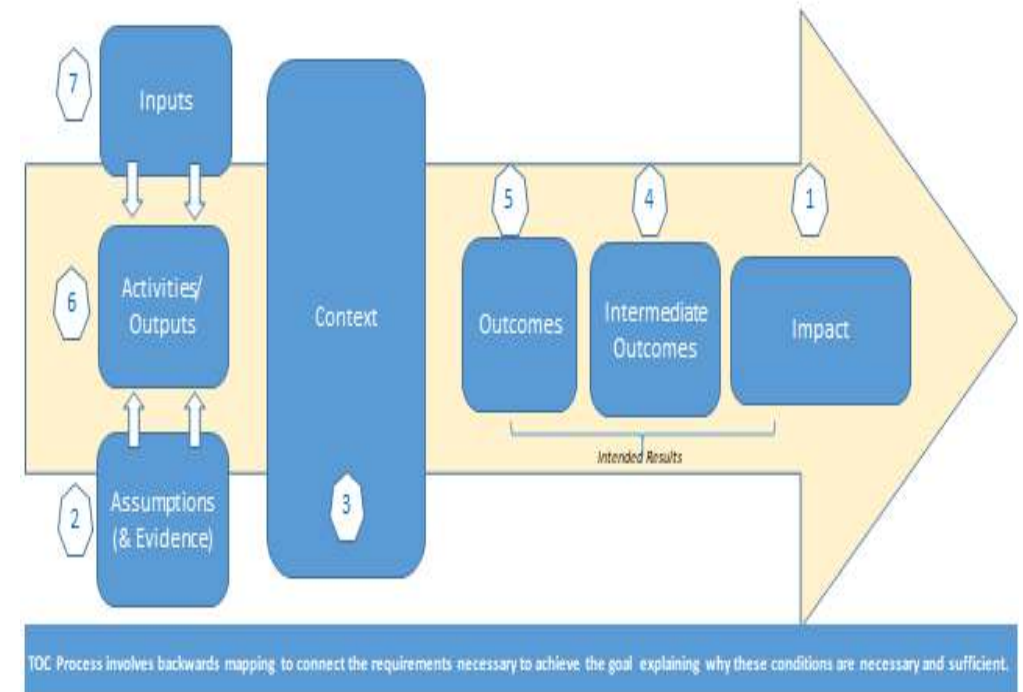 7
Inputs
6
Activities/
Outputs
2
Assumptions
(& Evidence)
Context
3
5
Outcomes
4
Intermediate
Outcomes
1
Impact
Intended Results
TOC Process involves backwards mapping to connect the requirements necessary to achieve the goal explaining why these conditions are necessary and sufficient.